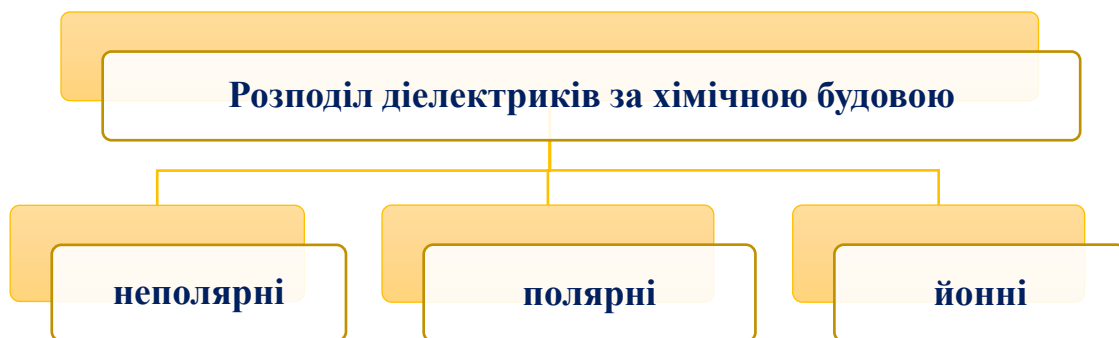 Розподіл діелектриків за хімічною будовою
неполярні
полярні
йонні